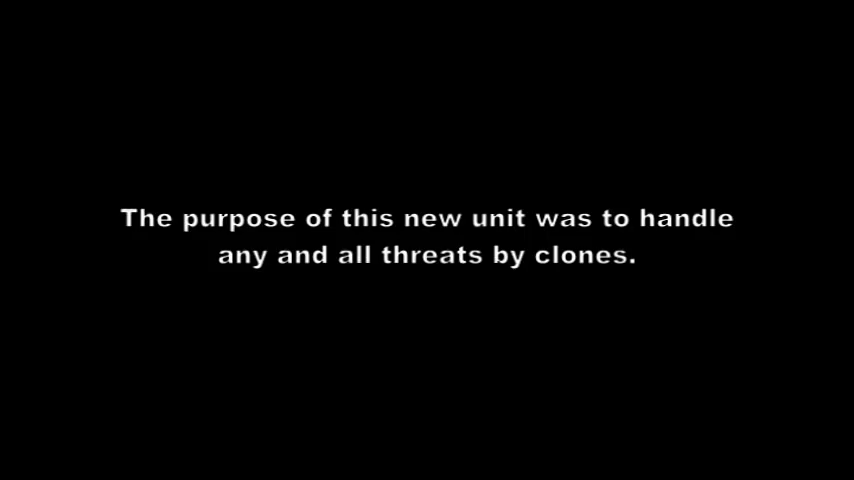 The purpose of this new unit was to handle
any and all threats by clones.